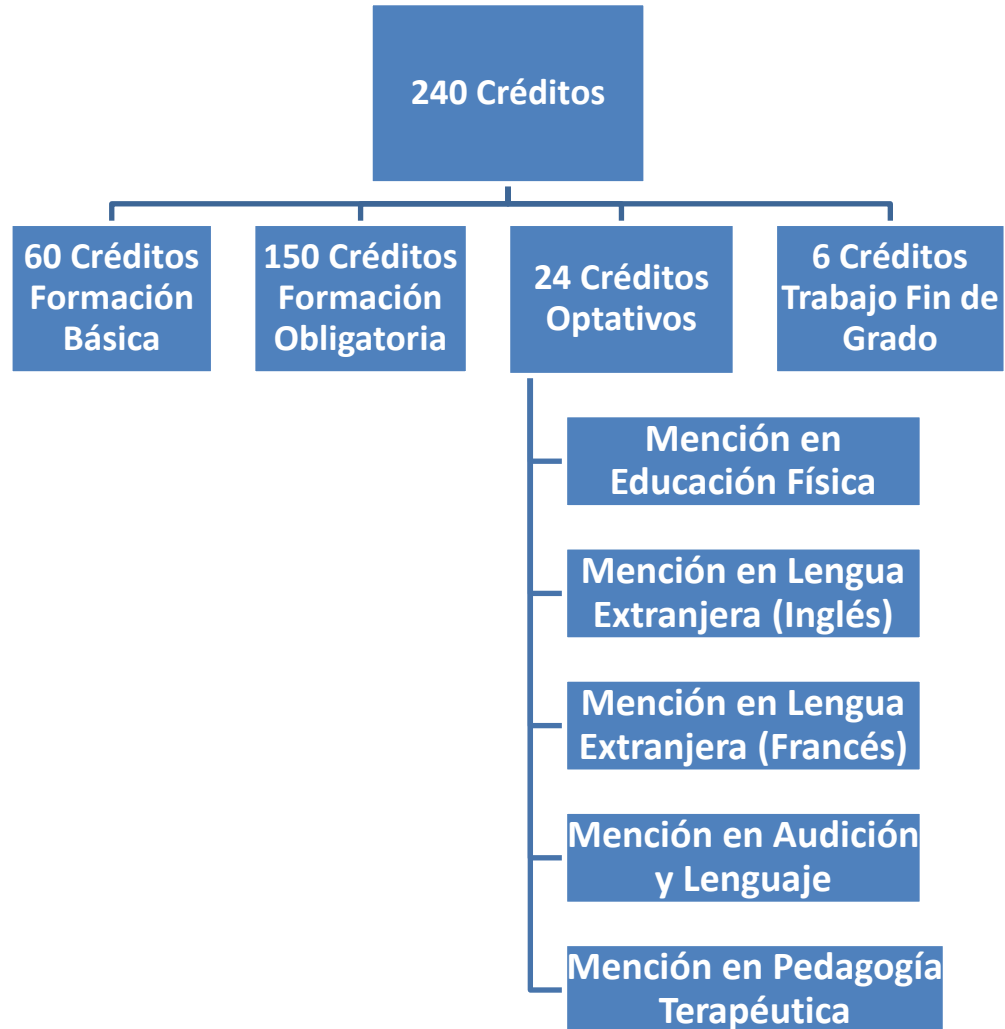 240 Créditos
60 Créditos
Formación
Básica
150 Créditos
Formación
Obligatoria
24 Créditos
Optativos
6 Créditos
Trabajo Fin de
Grado
Mención en
Educación Física
Mención en Lengua
Extranjera (Inglés)
Mención en Lengua
Extranjera (Francés)
Mención en Audición
y Lenguaje
Mención en Pedagogía
Terapéutica